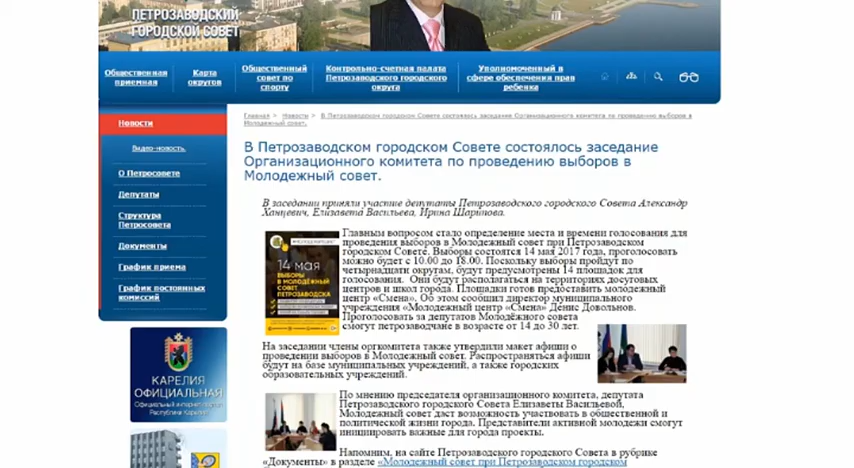 ПЕТРОЗАВОДСКИЙ
ГОРОДСКОЙ СОВЕТ
Общественная приемная
Карта округов
Общественный совет по спорту
Контрольно-счетная палата Петрозаводского городского округа
Уполномоченный в сфере обеспечения прав ребенка
Новости
Видео-новость.
О Петросовете
Депутаты
Структура
Петросовета
Документы
График приема
График постоянных
комиссий
КАРЕЛИЯ
ОФИЦИАЛЬНАЯ
Официальный интернет-портал
Республики Карелия
Главная > Новости > В Петрозаводском городском Совете состоялось заседание Организационного комитета по проведению выборов в
Молодежный совет.
В Петрозаводском городском Совете состоялось заседание
Организационного комитета по проведению выборов в
Молодежный совет.
В заседании приняли участие депутаты Петрозаводского городского Совета Александр
Ханцевич, Елизавета Васильева, Ирина Шарипова.
14 мая
ВЫБОРЫ
В МОЛОДЕЖНЫЙ
СОВЕТ
ПЕТРОЗАВОДСКА
Главным вопросом стало определение места и времени голосования для
проведения выборов в Молодежный совет при Петрозаводском
городском Совете. Выборы состоятся 14 мая 2017 года, проголосовать
можно будет с 10.00 до 18.00. Поскольку выборы пройдут по
четырнадцати округам, будут предусмотрены 14 площадок для
голосования. Они будут располагаться на территориях досуговых
центров и школ города. Площадки готов предоставить молодежный
центр «Смена». Об этом сообщил директор муниципального
учреждения «Молодежный центр «Смена» Денис Довольнов.
Проголосовать за депутатов Молодёжного совета
смогут петрозаводчане в возрасте от 14 до 30 лет.
На заседании члены оргкомитета также утвердили макет афиши о
проведении выборов в Молодежный совет. Распространяться афиши
будут на базе муниципальных учреждений, а также городских
образовательных учреждений.
По мнению председателя организационного комитета, депутата
Петрозаводского городского Совета Елизаветы Васильевой,
Молодежный совет даст возможность участвовать в общественной и
политической жизни города. Представители активной молодежи смогут
инициировать важные для города проекты.
Напомним, на сайте Петрозаводского городского Совета в рубрике
«Документы» в разделе «Молодежный совет при Петрозаводском городском